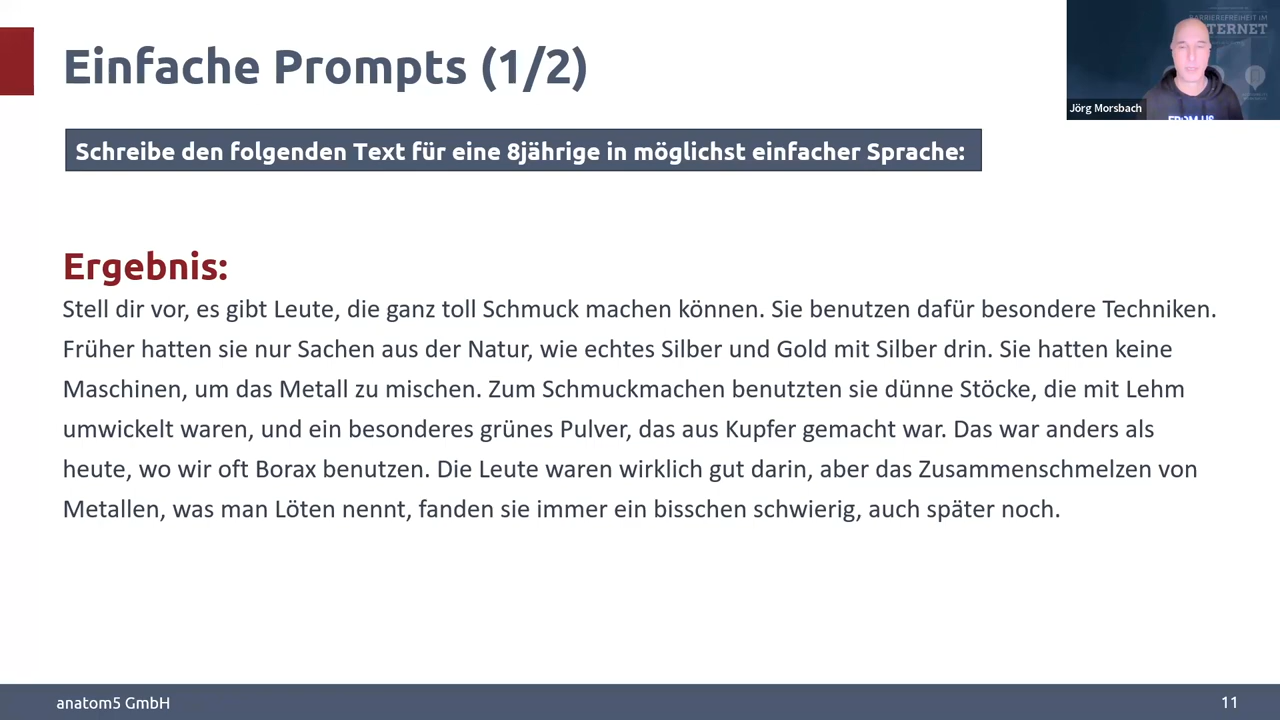 Einfache Prompts (1/2)
BARRIEREFREIHEIT IM
TERNET
Jörg Morsbach
FROM US
Schreibe den folgenden Text für eine 8jährige in möglichst einfacher Sprache:
Ergebnis:
Stell dir vor, es gibt Leute, die ganz toll Schmuck machen können. Sie benutzen dafür besondere Techniken.
Früher hatten sie nur Sachen aus der Natur, wie echtes Silber und Gold mit Silber drin. Sie hatten keine
Maschinen, um das Metall zu mischen. Zum Schmuckmachen benutzten sie dünne Stöcke, die mit Lehm
umwickelt waren, und ein besonderes grünes Pulver, das aus Kupfer gemacht war. Das war anders als
heute, wo wir oft Borax benutzen. Die Leute waren wirklich gut darin, aber das Zusammenschmelzen von
Metallen, was man Löten nennt, fanden sie immer ein bisschen schwierig, auch später noch.
anatom5 GmbH
11